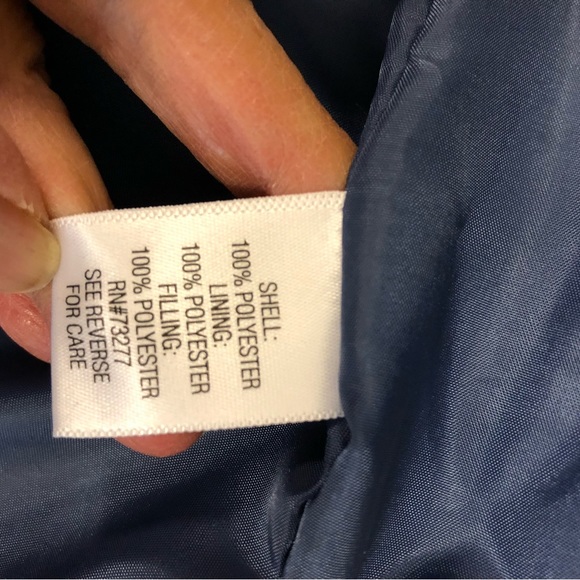 SHELL:
100% POLYESTER
LINING:
100% POLYESTER
FILLING:
100% POLYESTER
RN#73277
SEE REVERSE
FOR CARE